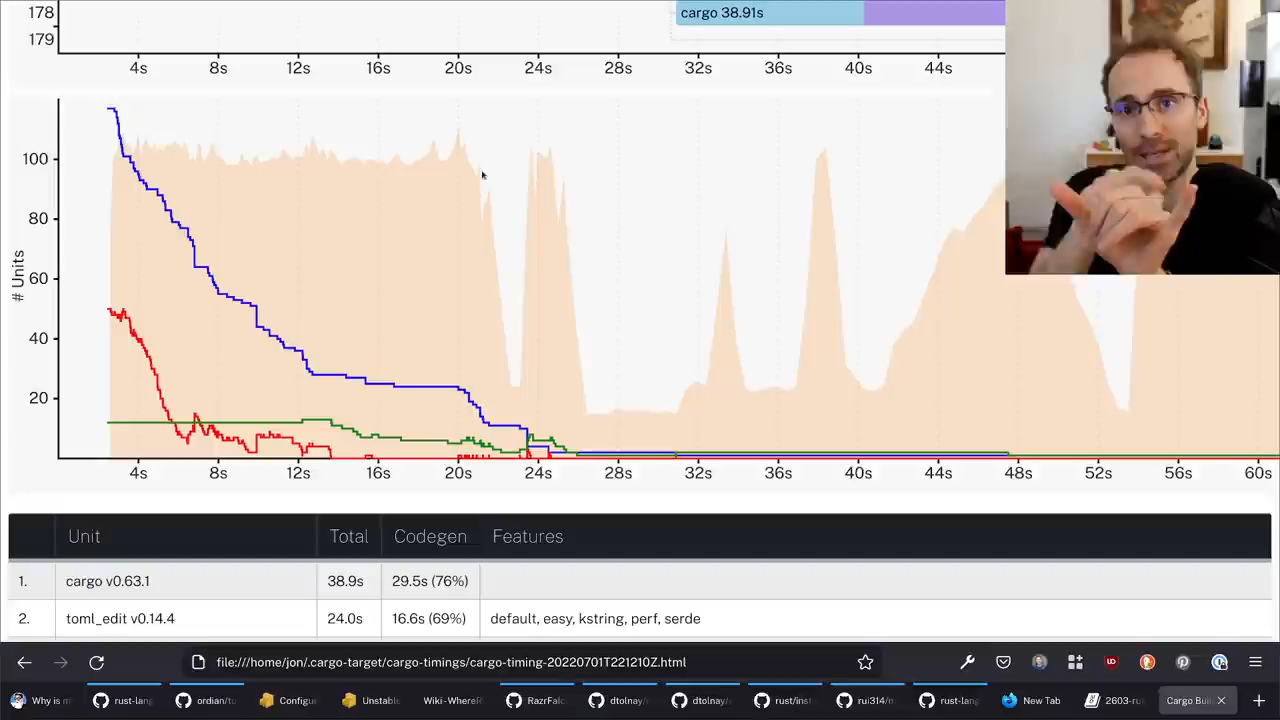 178
cargo 38.91s
179
4s 8s 12s 16s 20s 24s 28s 32s 36s 40s 44s
100
80
60
40
20
# Units
4s 8s 12s 16s 20s 24s 28s 32s 36s 40s 44s 48s 52s 56s 60s
Unit Total Codegen Features
1. cargo v0.63.1 38.9s 29.5s (76%)
2. toml_edit v0.14.4 24.0s 16.6s (69%) default, easy, kstring, perf, serde
file:///home/jon/.cargo-target/cargo-timings/cargo-timing-20220701T221210Z.html
Why is m rust-lang ordian/tu Configu Unstable Wiki-WhereR RazrFalc dtolnay/ dtolnay/ rust/inst rui314/m rust-lang New Tab 2603-ru Cargo Bui